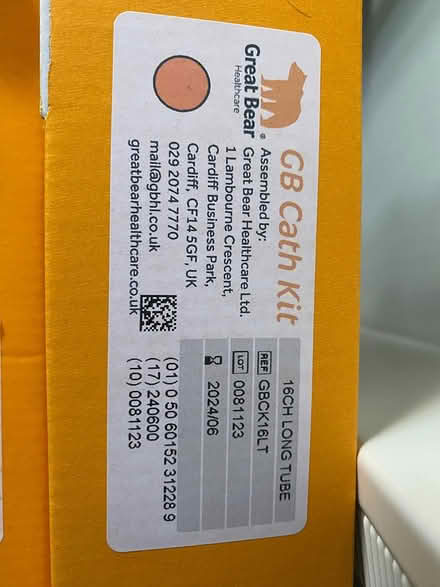 Great Bear
Healthcare
GB Cath Kit
Assembled by:
Great Bear Healthcare Ltd.
1 Lambourne Crescent,
Cardiff Business Park,
Cardiff, CF14 5GF, UK
029 2074 7770
mail@gbhl.co.uk
greatbearhealthcare.co.uk
16CH LONG TUBE
REF GBCK16LT
LOT 0081123
2024/06
(01) 0 50 60152 31228 9
(17) 240600
(10) 0081123